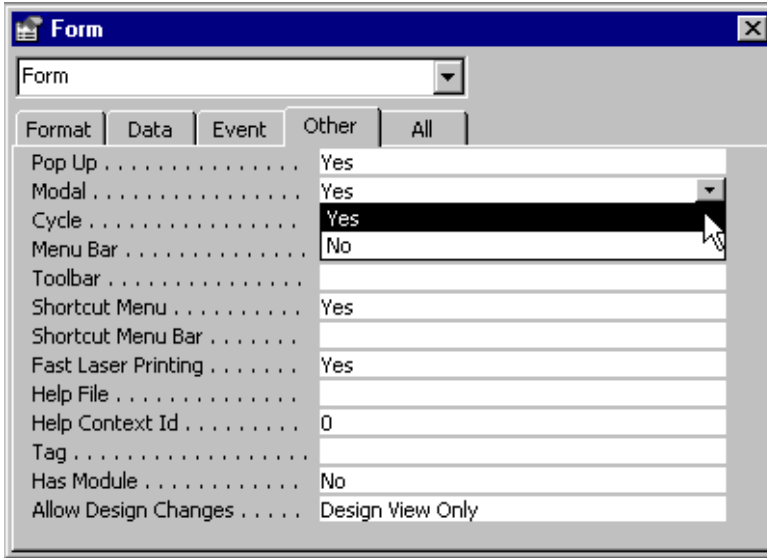 Form
Form
Format Data Event Other All
Pop Up . . . . . . . . . . . . . . . Yes
Modal . . . . . . . . . . . . . . . . Yes
Cycle . . . . . . . . . . . . . . . . Yes
Menu Bar . . . . . . . . . . . . . . No
Toolbar . . . . . . . . . . . . . . .
Shortcut Menu . . . . . . . . . . Yes
Shortcut Menu Bar . . . . . . .
Fast Laser Printing . . . . . . . Yes
Help File . . . . . . . . . . . . . .
Help Context Id . . . . . . . . . 0
Tag . . . . . . . . . . . . . . . . . .
Has Module . . . . . . . . . . . . No
Allow Design Changes . . . . . Design View Only